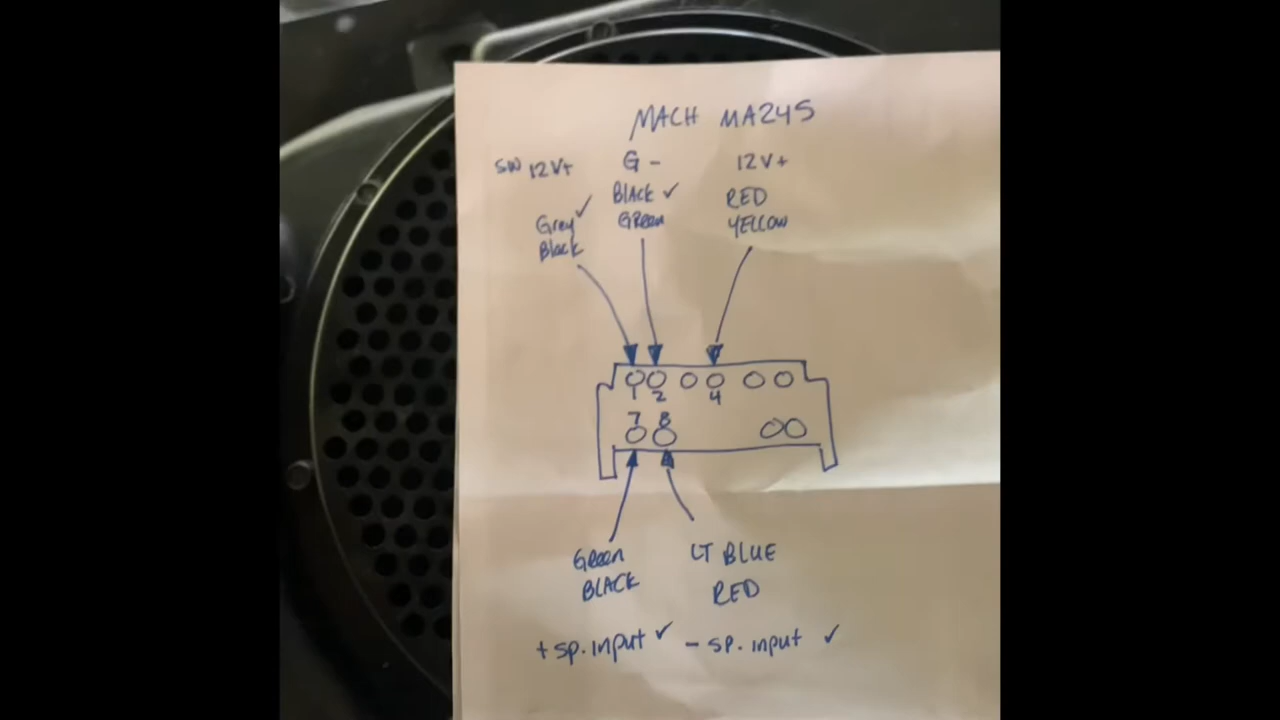 MACH MA245
SW 12V+ G - 12V+
BLACK ✓ RED
Grey ✓ GReen YELLOW
Black
1 2 4
7 8
GReen LT BLUE
BLACK RED
+ sp. input ✓ - sp. input ✓